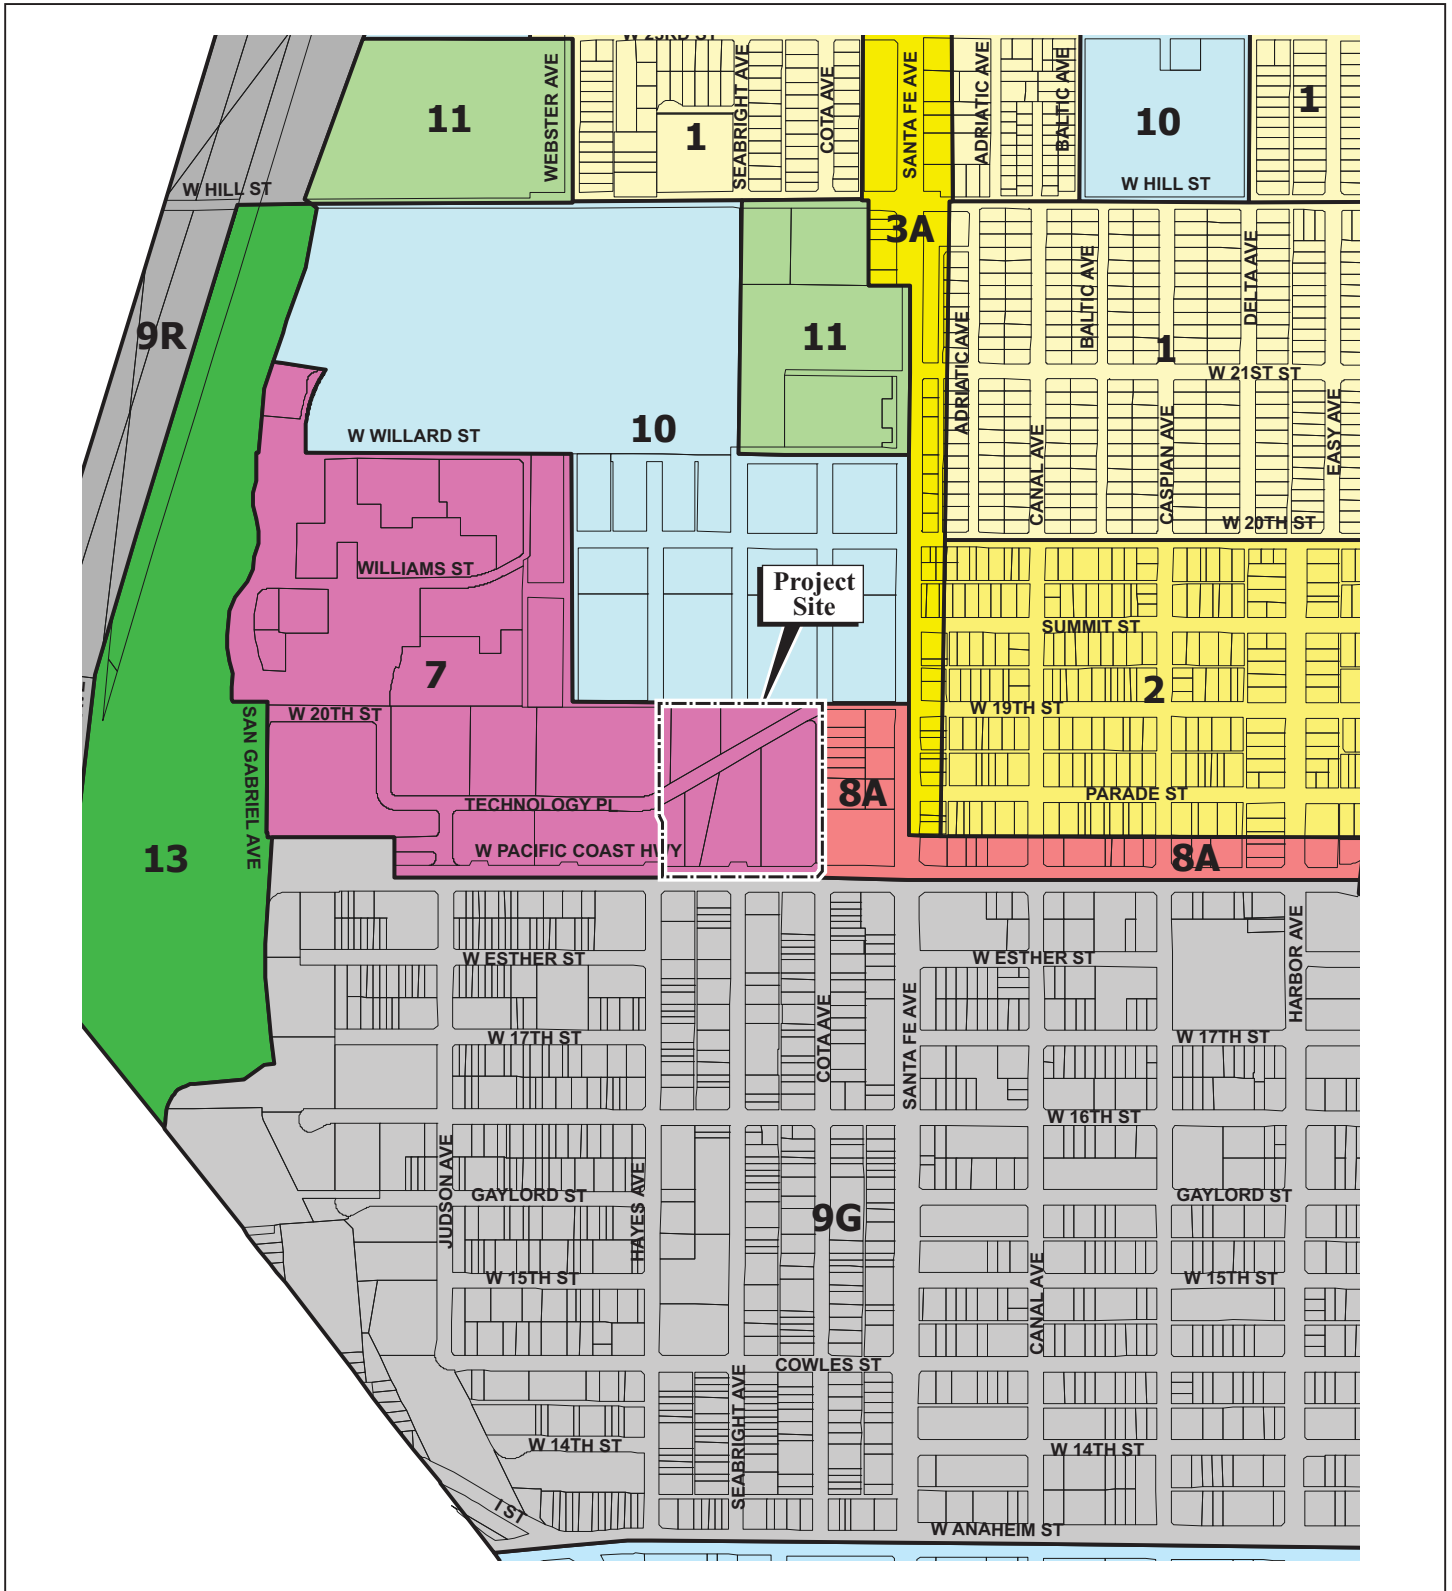 W 23RD ST
WEBSTER AVE
SEABRIGHT AVE
COTA AVE
SANTA FE AVE
ADRIATIC AVE
BALTIC AVE
11
1
10
1
W HILL ST
W HILL ST
3A
9R
11
ADRIATIC AVE
BALTIC AVE
DELTA AVE
1
W 21ST ST
W WILLARD ST
10
CANAL AVE
CASPIAN AVE
EASY AVE
W 20TH ST
WILLIAMS ST
Project
Site
SUMMIT ST
7
2
W 20TH ST
W 19TH ST
SAN GABRIEL AVE
TECHNOLOGY PL
8A
PARADE ST
13
W PACIFIC COAST HWY
8A
W ESTHER ST
W ESTHER ST
HARBOR AVE
COTA AVE
SANTA FE AVE
W 17TH ST
W 17TH ST
W 16TH ST
JUDSON AVE
HAYES AVE
GAYLORD ST
GAYLORD ST
9G
W 15TH ST
W 15TH ST
CANAL AVE
COWLES ST
SEABRIGHT AVE
W 14TH ST
W 14TH ST
I ST
W ANAHEIM ST